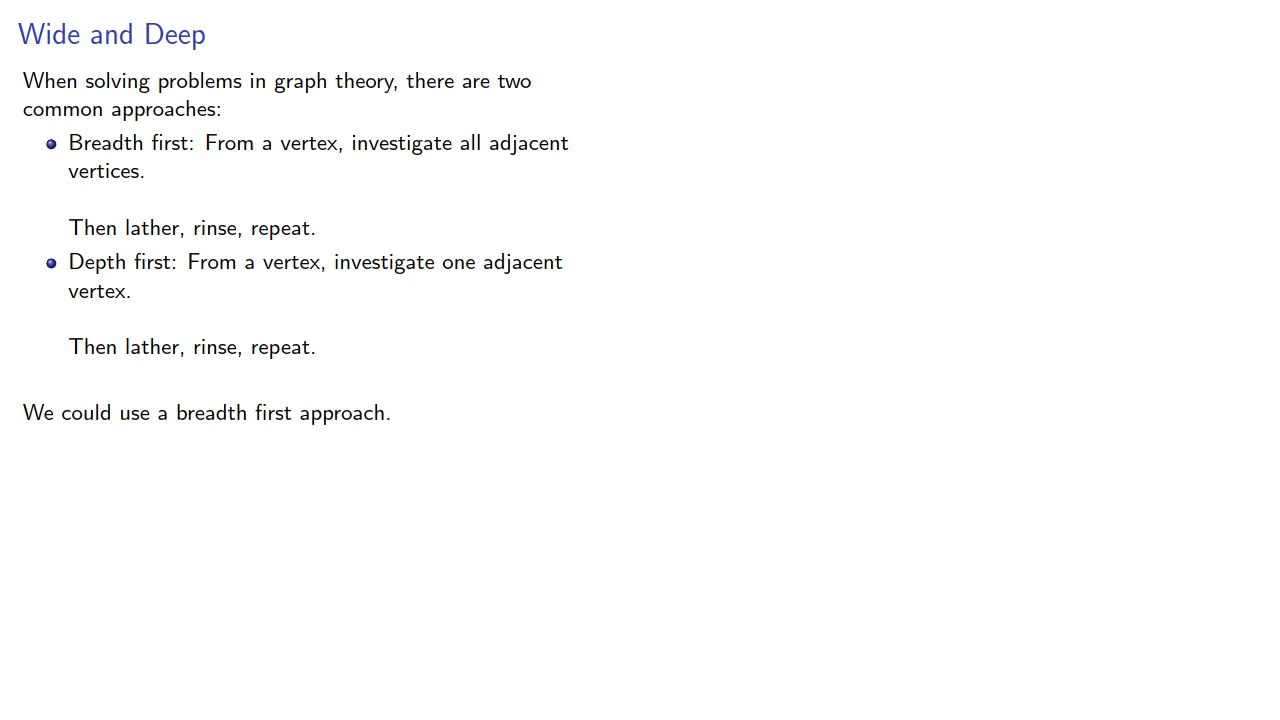 Wide and Deep
When solving problems in graph theory, there are two
common approaches:
Breadth first: From a vertex, investigate all adjacent
vertices.
Then lather, rinse, repeat.
Depth first: From a vertex, investigate one adjacent
vertex.
Then lather, rinse, repeat.
We could use a breadth first approach.